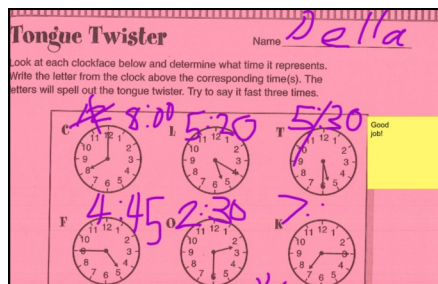 Tongue Twister Name Della
Look at each clockface below and determine what time it represents.
Write the letter from the clock above the corresponding time(s). The
letters will spell out the tongue twister. Try to say it fast three times.
Good
job!
C 8:00 L 5:20 T 5:30
F 4:45 O 2:30 K 7: